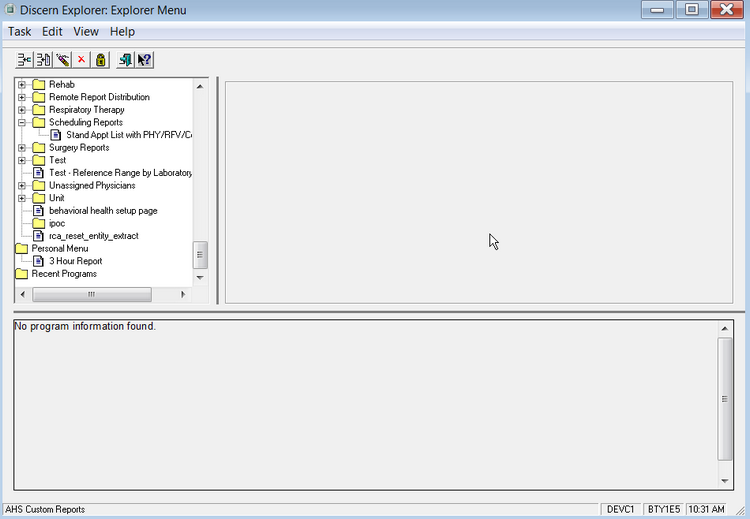 Discern Explorer: Explorer Menu
Task Edit View Help
Rehab
Remote Report Distribution
Respiratory Therapy
Scheduling Reports
Stand Appt List with PHY/RFV/C
Surgery Reports
Test
Test - Reference Range by Laboratory
Unassigned Physicians
Unit
behavioral health setup page
ipoc
rca_reset_entity_extract
Personal Menu
3 Hour Report
Recent Programs
No program information found.
AHS Custom Reports DEVC1 BTY1E5 10:31 AM